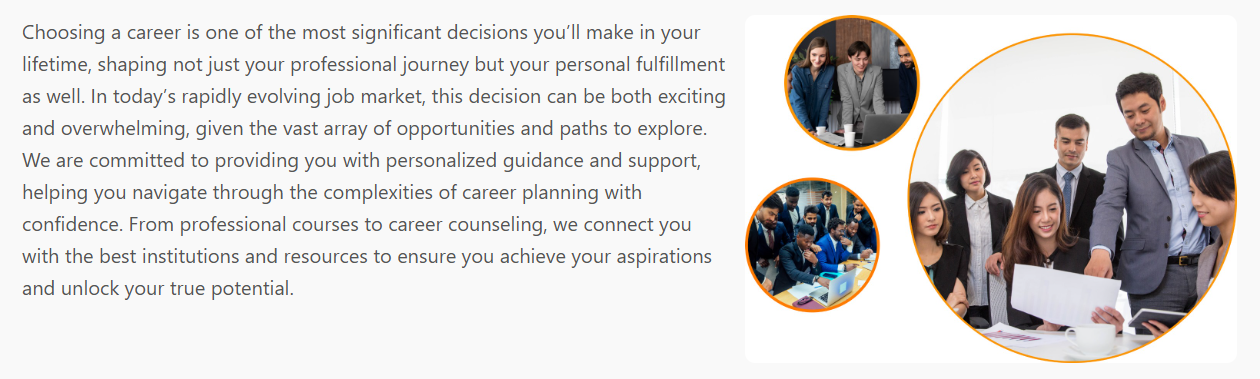 Choosing a career is one of the most significant decisions you’ll make in your
lifetime, shaping not just your professional journey but your personal fulfillment
as well. In today’s rapidly evolving job market, this decision can be both exciting
and overwhelming, given the vast array of opportunities and paths to explore.
We are committed to providing you with personalized guidance and support,
helping you navigate through the complexities of career planning with
confidence. From professional courses to career counseling, we connect you
with the best institutions and resources to ensure you achieve your aspirations
and unlock your true potential.